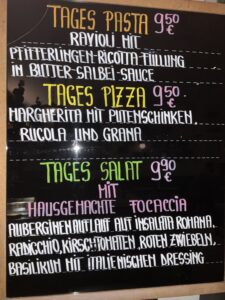 TAGES PASTA 9,50 €
RAVIOLI MIT
PFIFFERLINGEN-RICOTTA-FÜLLUNG
IN BUTTER-SALBEI-SAUCE
TAGES PIZZA 9,50 €
MARGHERITA MIT PUTENSCHINKEN,
RUCOLA UND GRANA
TAGES SALAT 9,90 €
MIT
HAUSGEMACHTE FOCACCIA
AUBERGINENAUFLAUF AUF INSALATA ROMANA,
RADICCHIO, KIRSCHTOMATEN, ROTEN ZWIEBELN,
BASILIKUM MIT ITALIENISCHEM DRESSING